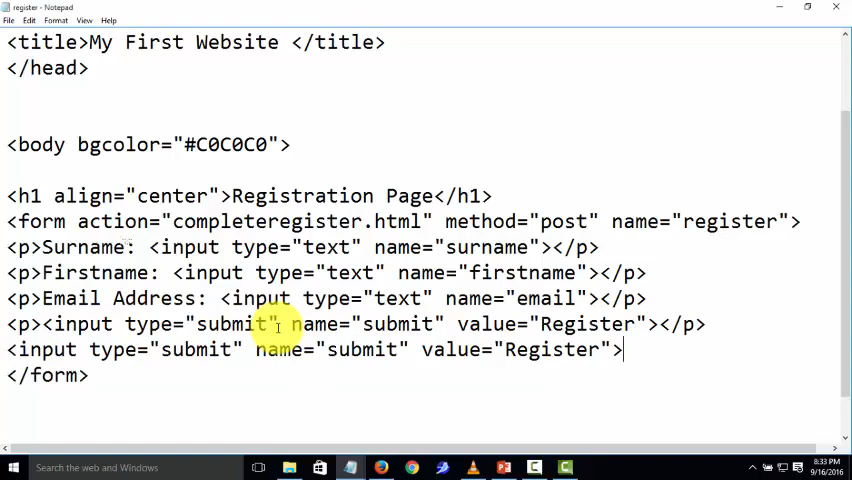 register - Notepad
File Edit Format View Help
<title>My First Website </title>
</head>
<body bgcolor="#C0C0C0">
<h1 align="center">Registration Page</h1>
<form action="completeregister.html" method="post" name="register">
<p>Surname: <input type="text" name="surname"></p>
<p>Firstname: <input type="text" name="firstname"></p>
<p>Email Address: <input type="text" name="email"></p>
<p><input type="submit" name="submit" value="Register"></p>
<input type="submit" name="submit" value="Register">
</form>
Search the web and Windows
8:33 PM
9/16/2016